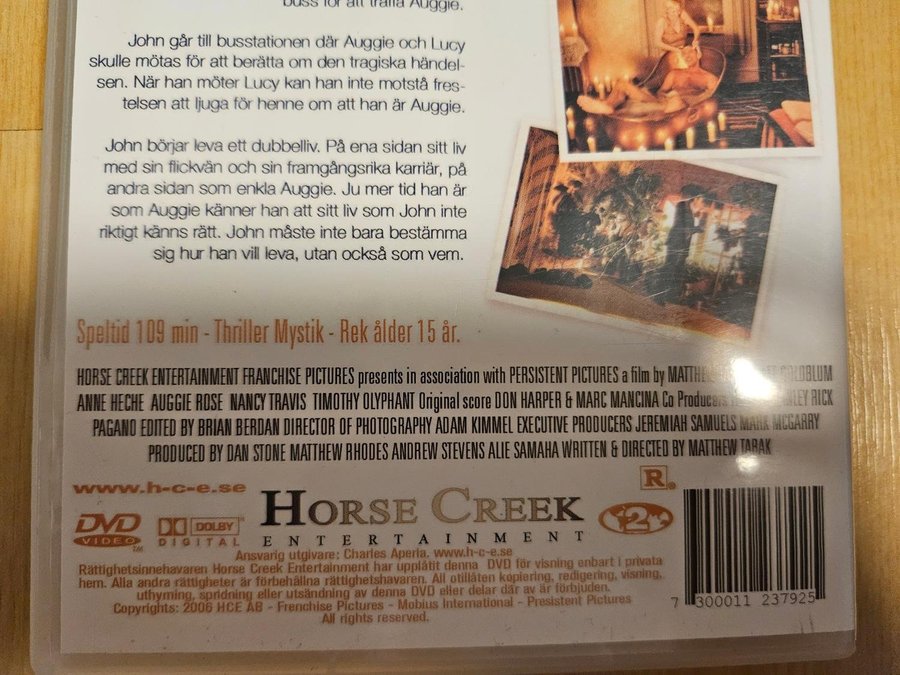 buss för att träffa Auggie.
John går till busstationen där Auggie och Lucy
skulle mötas för att berätta om den tragiska händel-
sen. När han möter Lucy kan han inte motstå fres-
telsen att ljuga för henne om att han är Auggie.
John börjar leva ett dubbelliv. På ena sidan sitt liv
med sin flickvän och sin framgångsrika karriär, på
andra sidan som enkla Auggie. Ju mer tid han är
som Auggie känner han att sitt liv som John inte
riktigt känns rätt. John måste inte bara bestämma
sig hur han vill leva, utan också som vem.
Speltid 109 min - Thriller Mystik - Rek ålder 15 år.
HORSE CREEK ENTERTAINMENT FRANCHISE PICTURES presents in association with PERSISTENT PICTURES a film by GOLDBLUM
ANNE HECHE AUGGIE ROSE NANCY TRAVIS TIMOTHY OLYPHANT Original score DON HARPER & MARC MANCINA Co Producers RICK
PAGANO EDITED BY BRIAN BERDAN DIRECTOR OF PHOTOGRAPHY ADAM KIMMEL EXECUTIVE PRODUCERS JEREMIAH SAMUELS MARK MCGARRY
PRODUCED BY DAN STONE MATTHEW RHODES ANDREW STEVENS ALIE SAMAHA WRITTEN & DIRECTED BY MATTHEW TABAK
www.h-c-e.se
R
DVD VIDEO TM
DOLBY DIGITAL
HORSE CREEK
ENTERTAINMENT
2
Ansvarig utgivare: Charles Aperia. www.h-c-e.se
Rättighetsinnehavaren Horse Creek Entertainment har upplåtit denna DVD för visning enbart i privata
hem. Alla andra rättigheter är förbehållna rättighetshavaren. All otillåten kopiering, redigering, visning,
uthyrning, spridning eller utsändning av denna DVD eller delar där av är förbjuden.
Copyrights: 2006 HCE AB - Frenchise Pictures - Mobius International - Presistent Pictures
All rights reserved.
7 300011 237925